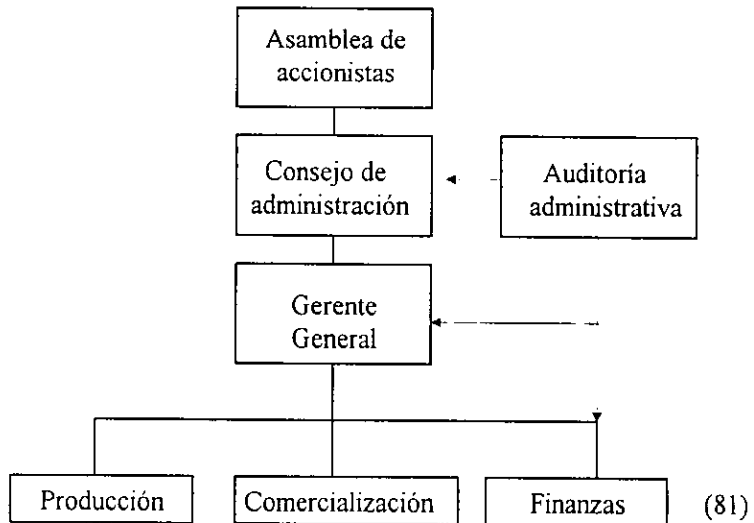 Asamblea de
accionistas
Consejo de
administración
Auditoría
administrativa
Gerente
General
Producción
Comercialización
Finanzas
(81)